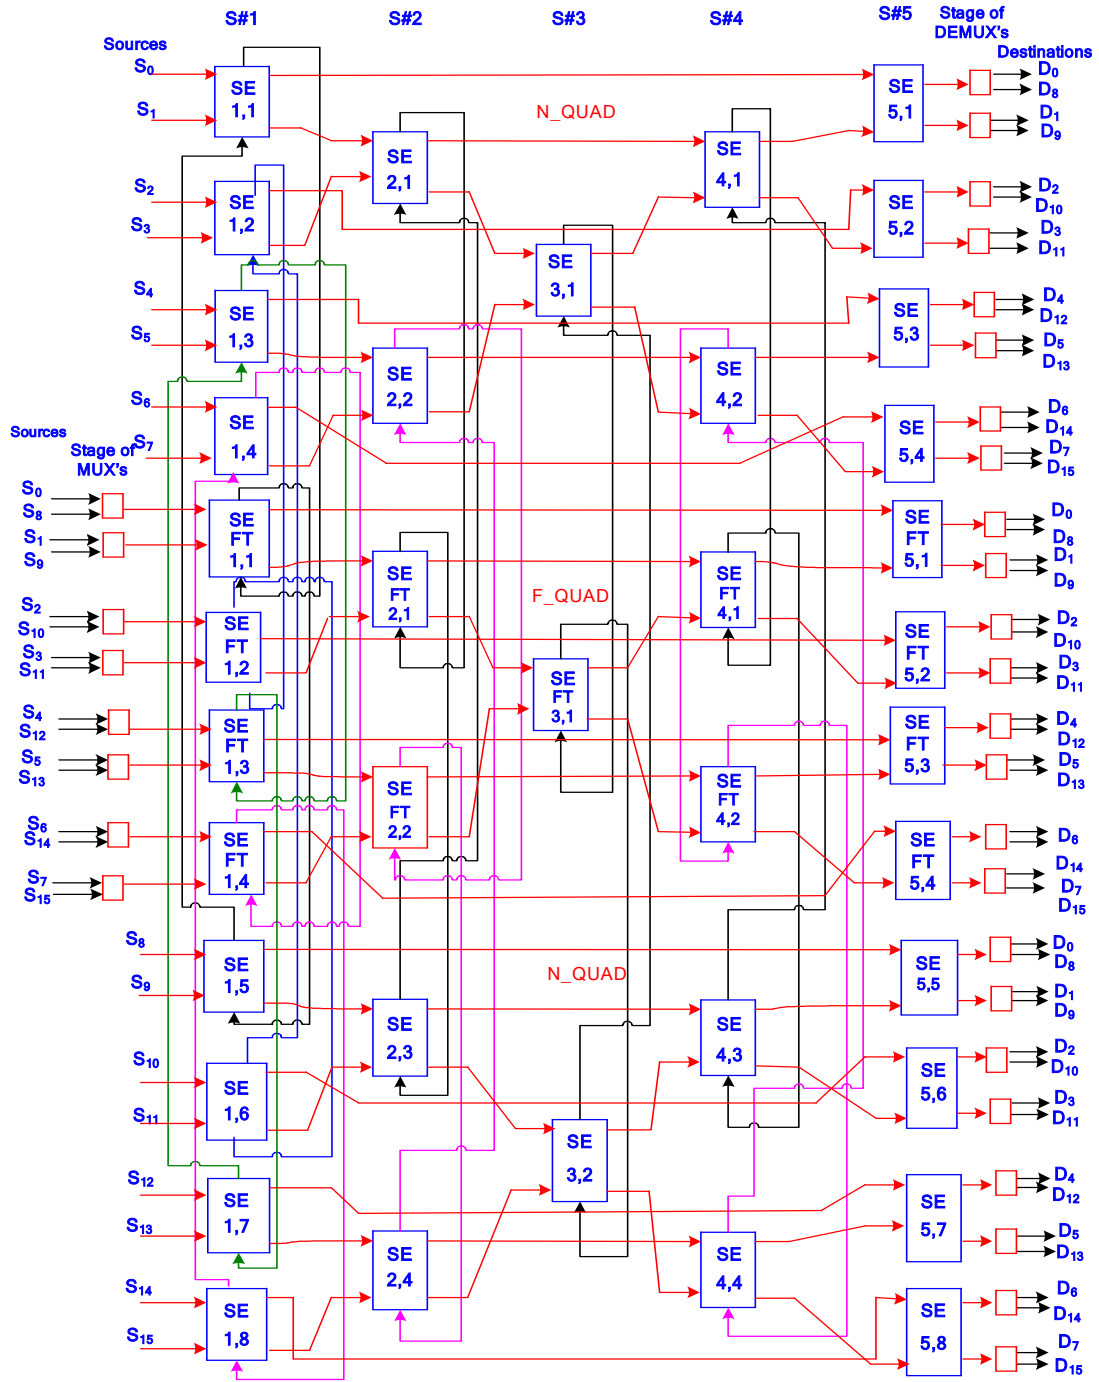 S#1 S#2 S#3 S#4 S#5 Stage of DEMUX's
Sources Destinations
S0 SE 1,1 SE 5,1 D0
D8
S1 N_QUAD D1
D9
SE 2,1 SE 4,1
S2 SE 1,2 SE 5,2 D2
D10
S3 D3
D11
SE 3,1
S4 SE 1,3 SE 5,3 D4
D12
S5 D5
D13
SE 2,2 SE 4,2
S6 SE 1,4 SE 5,4 D6
D14
S7 D7
D15
Sources Stage of MUX's
S0 SE FT 1,1 SE FT 5,1 D0
S8 D8
S1 D1
S9 D9
SE FT 2,1 SE FT 4,1
F_QUAD
S2 SE FT 1,2 SE FT 5,2 D2
S10 D10
S3 D3
S11 D11
SE FT 3,1
S4 SE FT 1,3 SE FT 5,3 D4
S12 D12
S5 D5
S13 D13
SE FT 2,2 SE FT 4,2
S6 SE FT 1,4 SE FT 5,4 D6
S14 D14
S7 D7
S15 D15
S8 SE 1,5 SE 5,5 D0
D8
S9 N_QUAD D1
D9
SE 2,3 SE 4,3
S10 SE 1,6 SE 5,6 D2
D10
S11 D3
D11
SE 3,2
S12 SE 1,7 SE 5,7 D4
D12
S13 D5
D13
SE 2,4 SE 4,4
S14 SE 1,8 SE 5,8 D6
D14
S15 D7
D15